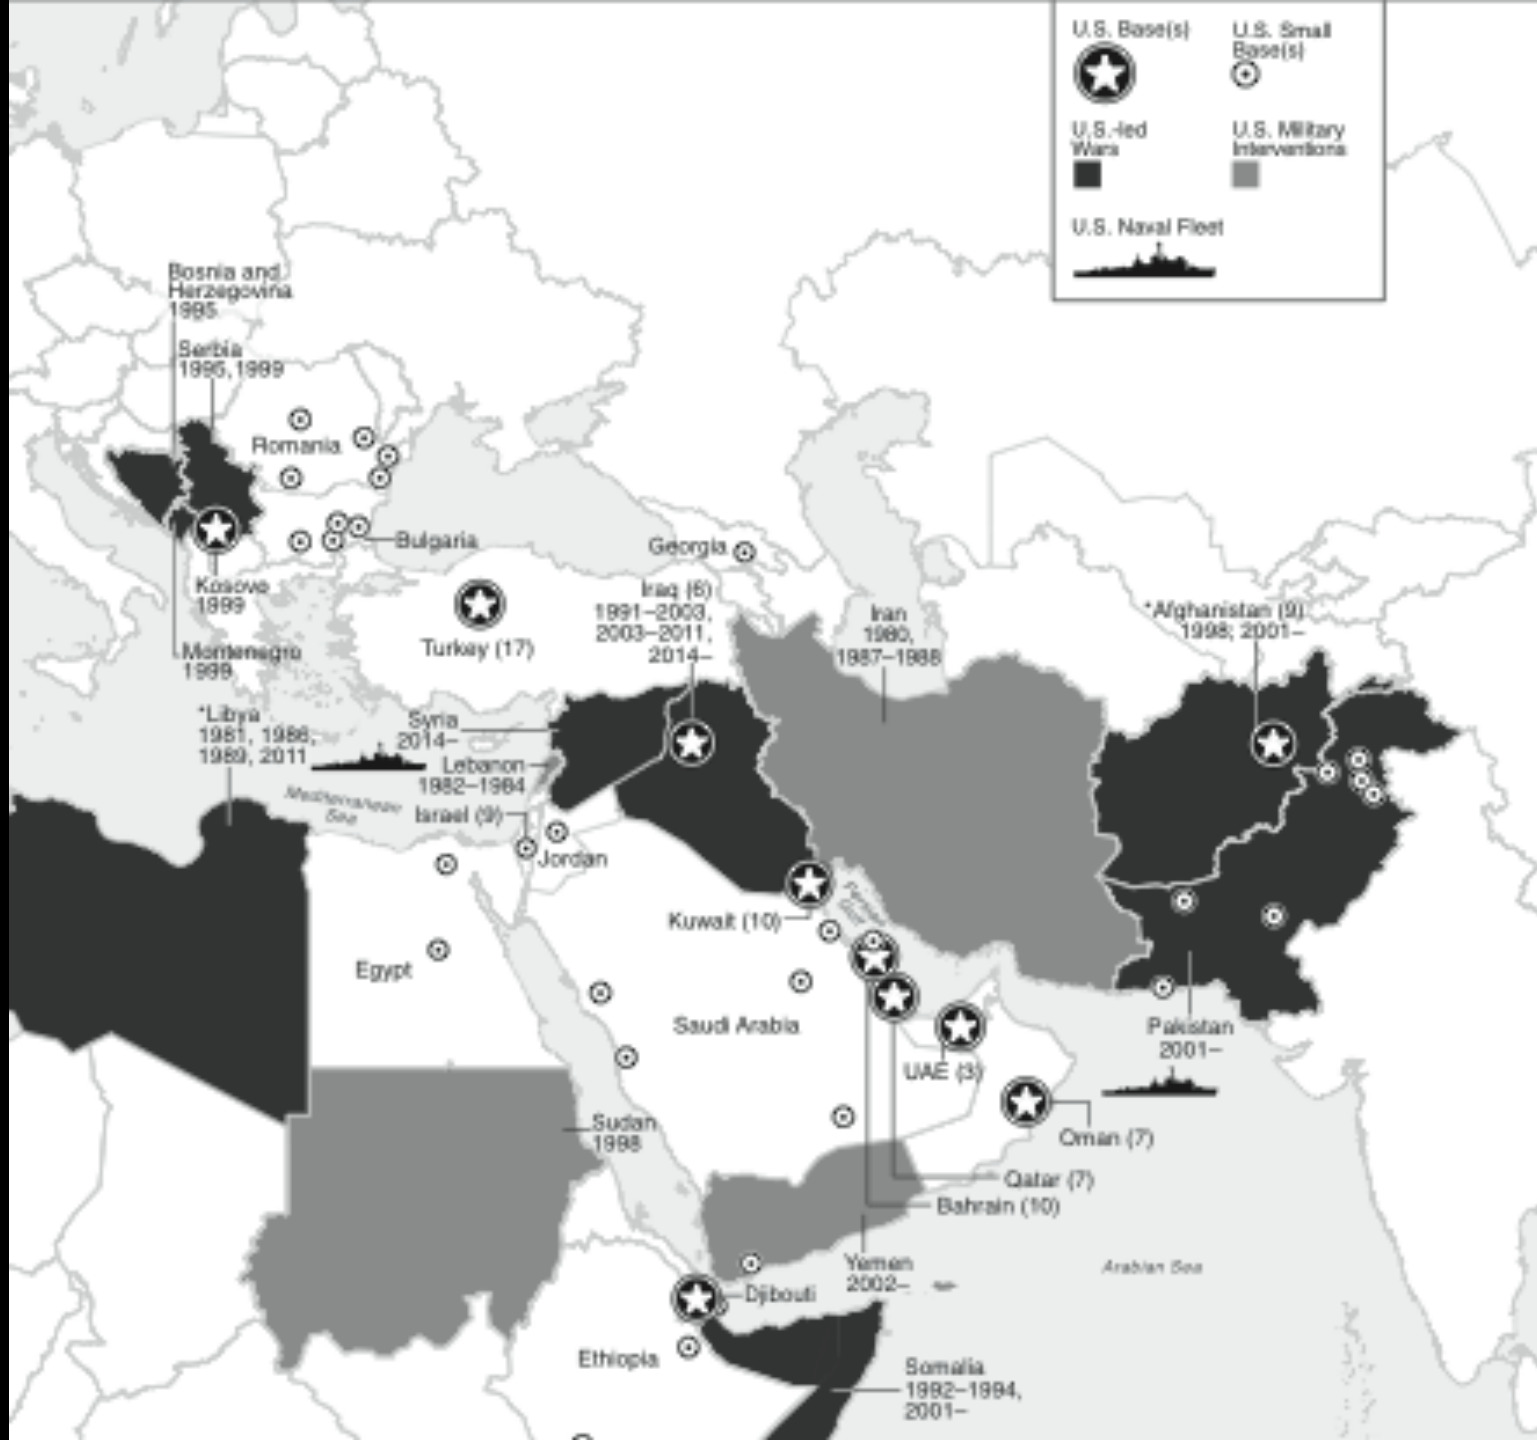 U.S. Base(s)
U.S. Small
Base(s)
U.S.-led
Wars
U.S. Military
Interventions
U.S. Naval Fleet
Bosnia and
Herzegovina
1995
Serbia
1995, 1999
Romania
Bulgaria
Kosovo
1999
Montenegro
1999
Georgia
Turkey (17)
Iraq (6)
1991–2003,
2003–2011,
2014–
Iran
1980,
1987–1988
*Afghanistan (9)
1998; 2001–
*Libya
1981, 1986,
1989, 2011
Syria
2014–
Lebanon
1982–1984
Mediterranean
Sea
Israel (9)
Jordan
Kuwait (10)
Persian
Gulf
Egypt
Saudi Arabia
UAE (3)
Pakistan
2001–
Oman (7)
Sudan
1998
Qatar (7)
Bahrain (10)
Yemen
2002–
Arabian Sea
Djibouti
Ethiopia
Somalia
1992–1994,
2001–